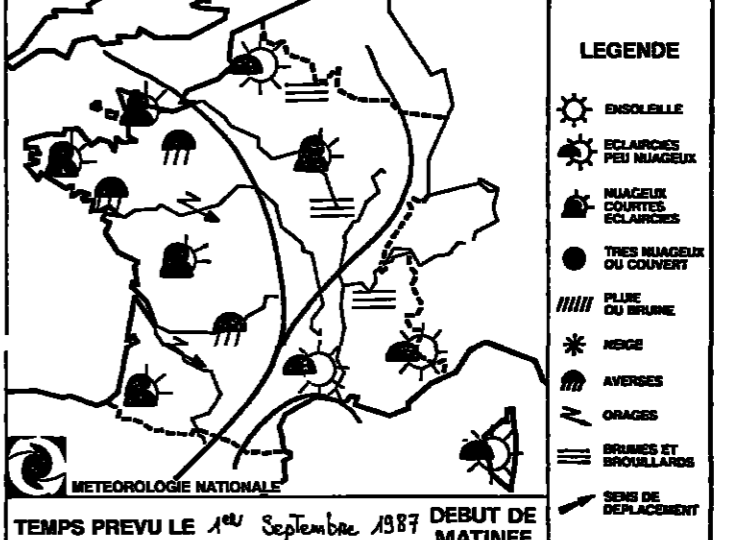 LEGENDE
ENSOLEILLE
ECLAIRCIES
PEU NUAGEUX
NUAGEUX
COURTES
ECLAIRCIES
TRES NUAGEUX
OU COUVERT
PLUIE
OU BRUINE
NEIGE
AVERSES
ORAGES
BRUMES ET
BROUILLARDS
SENS DE
DEPLACEMENT
METEOROLOGIE NATIONALE
TEMPS PREVU LE 1er Septembre 1987 DEBUT DE
MATINEE